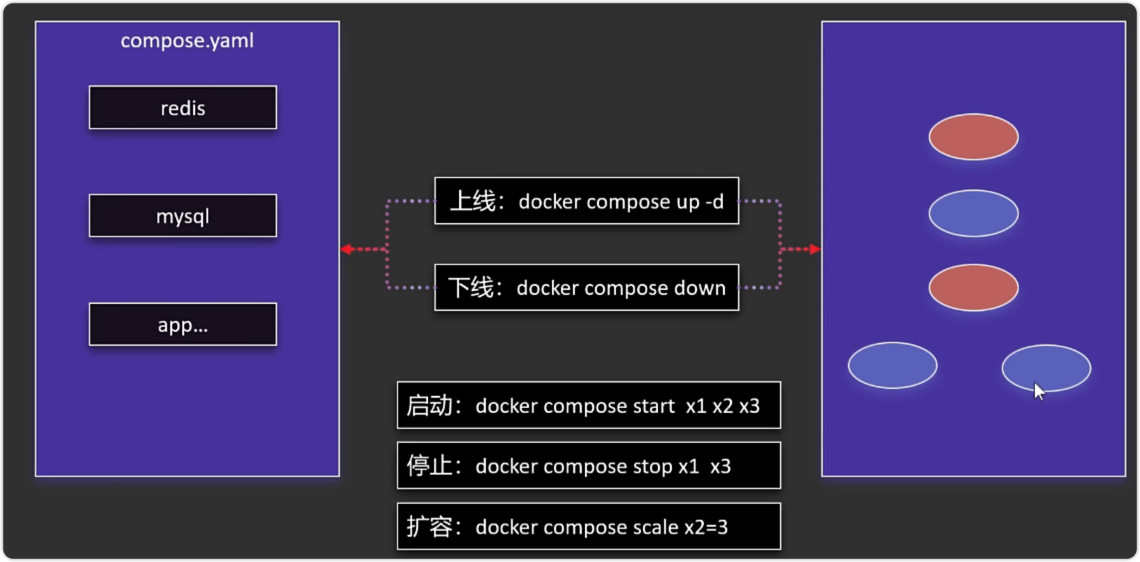 compose.yaml
redis
mysql
app...
上线：docker compose up -d
下线：docker compose down
启动：docker compose start  x1 x2 x3
停止：docker compose stop x1  x3
扩容：docker compose scale x2=3